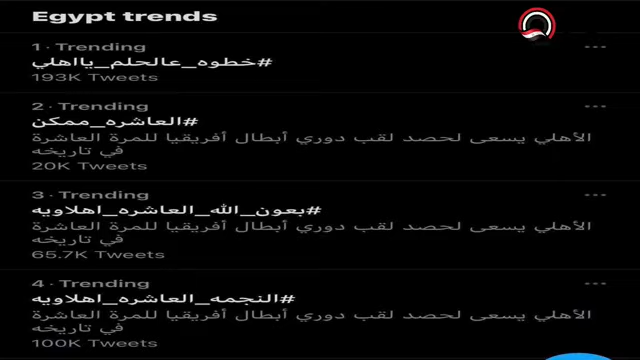 Egypt trends
1 · Trending
#خطوه_عالحلم_يااهلي
193K Tweets
2 · Trending
#العاشره_ممكن
الأهلي يسعى لحصد لقب دوري أبطال أفريقيا للمرة العاشرة
في تاريخه
20K Tweets
3 · Trending
#بعون_الله_العاشره_اهلاويه
الأهلي يسعى لحصد لقب دوري أبطال أفريقيا للمرة العاشرة
في تاريخه
65.7K Tweets
4 · Trending
#النجمه_العاشره_اهلاويه
الأهلي يسعى لحصد لقب دوري أبطال أفريقيا للمرة العاشرة
في تاريخه
100K Tweets